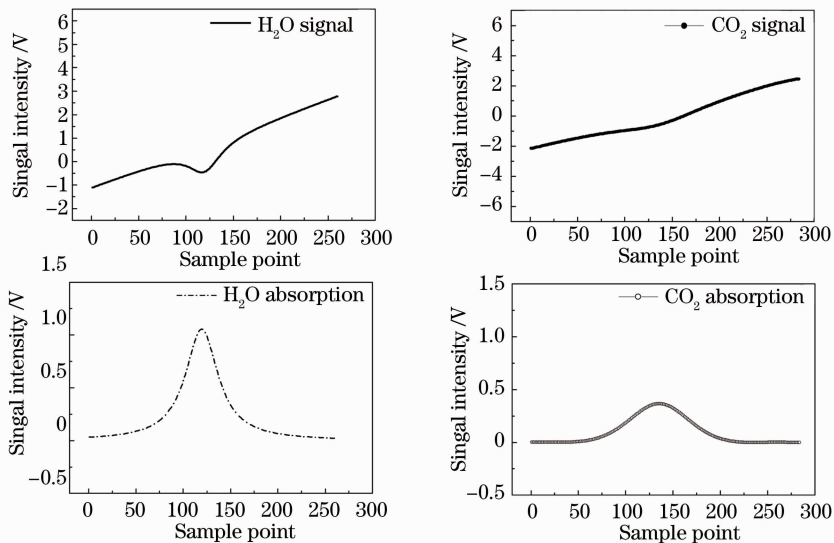 H₂O signal
6
5
4
3
2
1
0
−1
−2
Singal intensity /V
0 50 100 150 200 250 300
Sample point
CO₂ signal
6
4
2
0
−2
−4
−6
Singal intensity /V
0 50 100 150 200 250 300
Sample point
H₂O absorption
1.5
1.0
0.5
0
−0.5
Singal intensity /V
0 50 100 150 200 250 300
Sample point
CO₂ absorption
1.5
1.0
0.5
0
−0.5
Singal intensity /V
0 50 100 150 200 250 300
Sample point